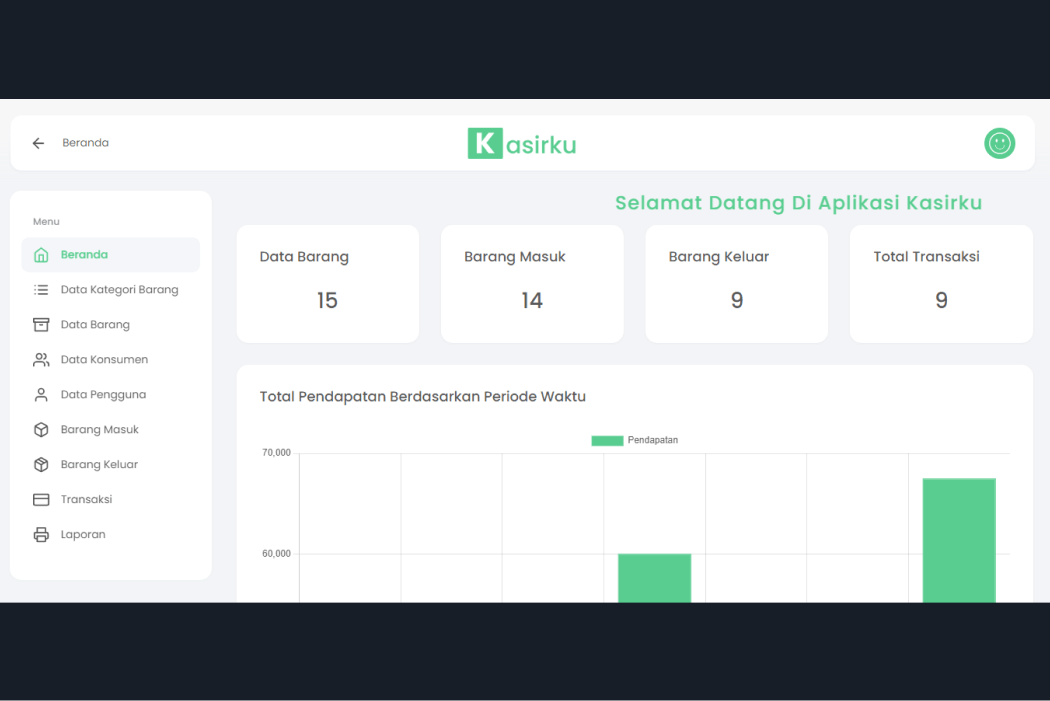 Beranda
Kasirku
Menu
Beranda
Data Kategori Barang
Data Barang
Data Konsumen
Data Pengguna
Barang Masuk
Barang Keluar
Transaksi
Laporan
Selamat Datang Di Aplikasi Kasirku
Data Barang
15
Barang Masuk
14
Barang Keluar
9
Total Transaksi
9
Total Pendapatan Berdasarkan Periode Waktu
Pendapatan
70,000
60,000